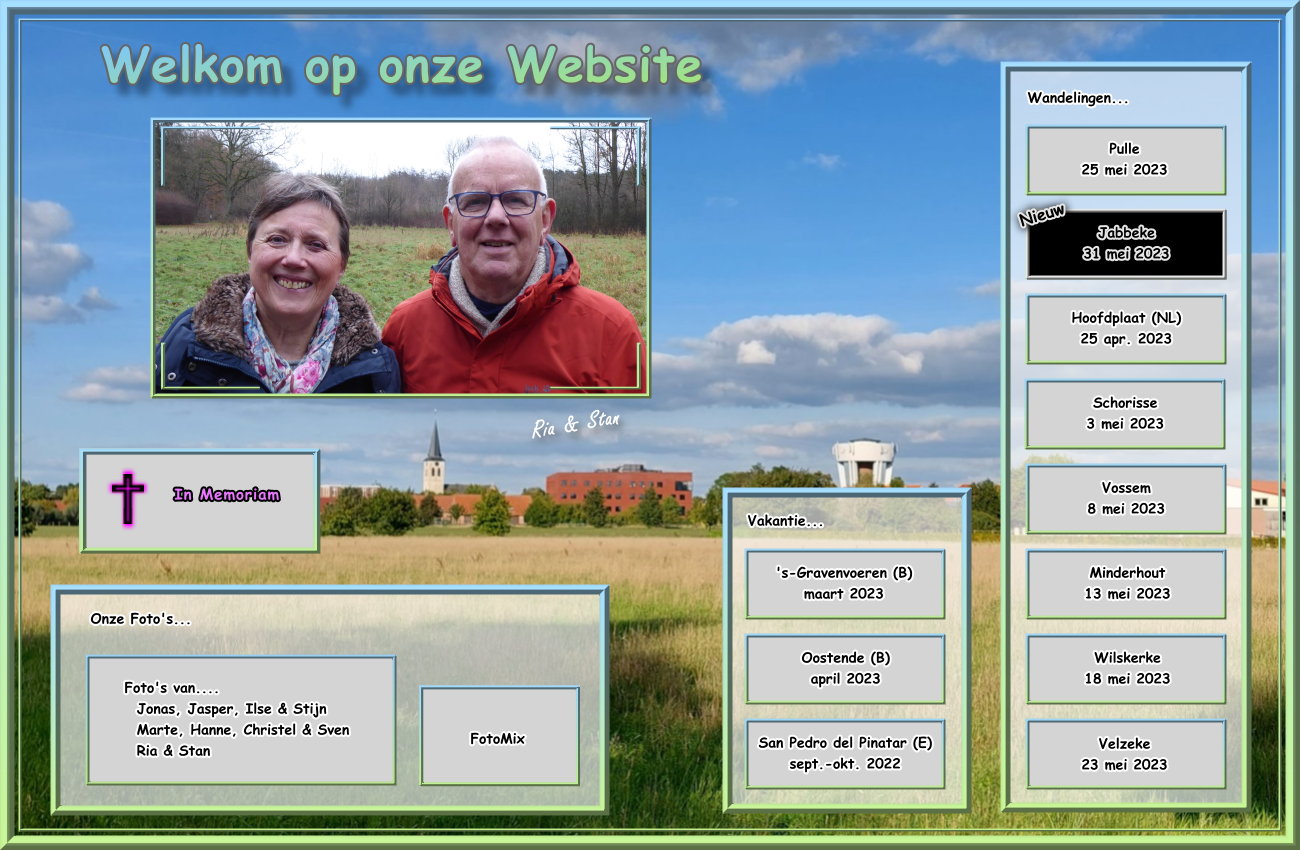 Welkom op onze Website
Ria & Stan
In Memoriam
Onze Foto's...
Foto's van....
Jonas, Jasper, Ilse & Stijn
Marte, Hanne, Christel & Sven
Ria & Stan
FotoMix
Vakantie...
's-Gravenvoeren (B)
maart 2023
Oostende (B)
april 2023
San Pedro del Pinatar (E)
sept.-okt. 2022
Wandelingen...
Pulle
25 mei 2023
Nieuw
Jabbeke
31 mei 2023
Hoofdplaat (NL)
25 apr. 2023
Schorisse
3 mei 2023
Vossem
8 mei 2023
Minderhout
13 mei 2023
Wilskerke
18 mei 2023
Velzeke
23 mei 2023